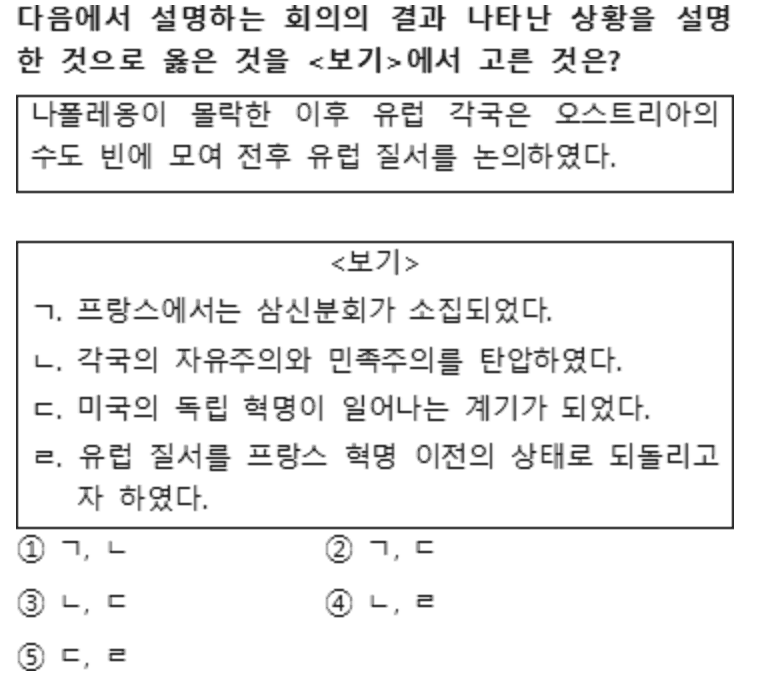 다음에서 설명하는 회의의 결과 나타난 상황을 설명
한 것으로 옳은 것을 <보기>에서 고른 것은?
나폴레옹이 몰락한 이후 유럽 각국은 오스트리아의
수도 빈에 모여 전후 유럽 질서를 논의하였다.
<보기>
ㄱ. 프랑스에서는 삼신분회가 소집되었다.
ㄴ. 각국의 자유주의와 민족주의를 탄압하였다.
ㄷ. 미국의 독립 혁명이 일어나는 계기가 되었다.
ㄹ. 유럽 질서를 프랑스 혁명 이전의 상태로 되돌리고
자 하였다.
① ㄱ, ㄴ ② ㄱ, ㄷ
③ ㄴ, ㄷ ④ ㄴ, ㄹ
⑤ ㄷ, ㄹ